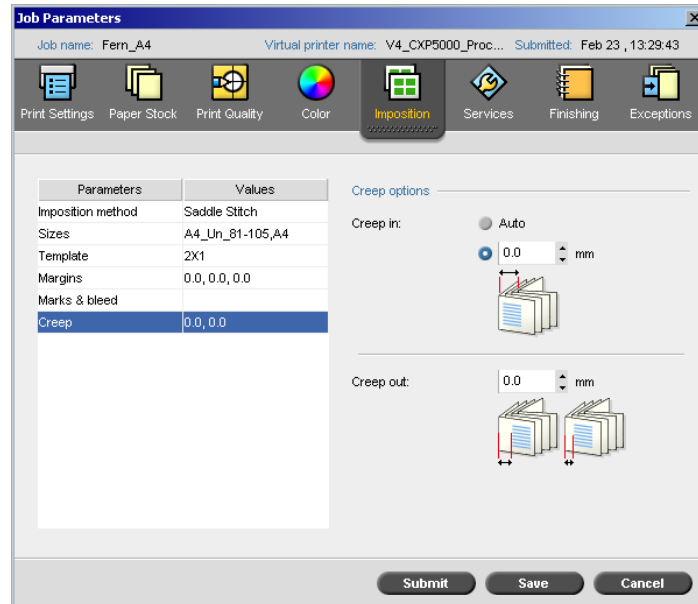 Job Parameters
Job name: Fern_A4 Virtual printer name: V4_CXP5000_Proc... Submitted: Feb 23 , 13:29:43
Print Settings Paper Stock Print Quality Color Imposition Services Finishing Exceptions
Parameters Values
Imposition method Saddle Stitch
Sizes A4_Un_81-105,A4
Template 2X1
Margins 0.0, 0.0, 0.0
Marks & bleed
Creep 0.0, 0.0
Creep options
Creep in: Auto
0.0 mm
Creep out: 0.0 mm
Submit Save Cancel